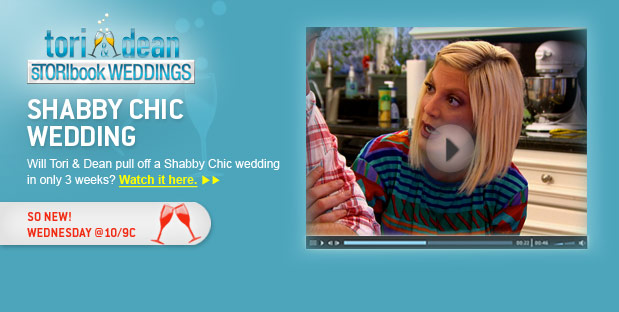 tori & dean
sTORIbook WEDDINGS
SHABBY CHIC
WEDDING
Will Tori & Dean pull off a Shabby Chic wedding
in only 3 weeks? Watch it here.
SO NEW!
WEDNESDAY @10/9C
00:22 00:46